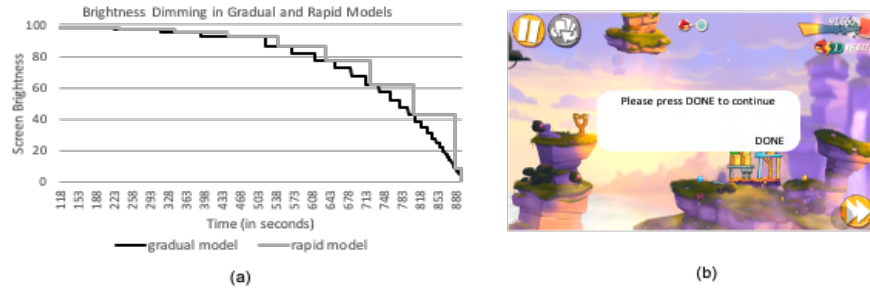 Brightness Dimming in Gradual and Rapid Models
100
80
60
40
20
0
Screen Brightness
118 153 188 223 258 293 328 363 398 433 468 503 538 573 608 643 678 713 748 783 818 853 888
Time (in seconds)
gradual model rapid model
(a)
Please press DONE to continue
DONE
(b)